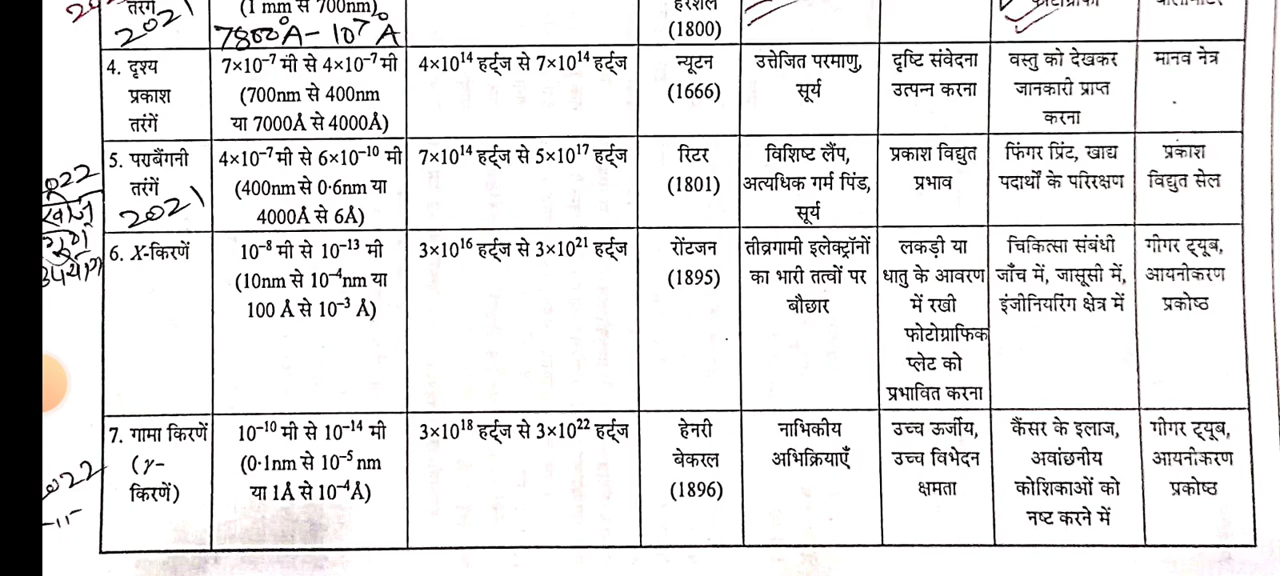 तरंग
2021
(1 mm से 700nm)
7800Å - 10⁷ Å
हरशेल
(1800)
फोटोग्राफी
4. दृश्य प्रकाश तरंगें
7×10⁻⁷ मी से 4×10⁻⁷मी
(700nm से 400nm
या 7000Å से 4000Å)
4×10¹⁴ हर्ट्ज से 7×10¹⁴ हर्ट्ज
न्यूटन
(1666)
उत्तेजित परमाणु,
सूर्य
दृष्टि संवेदना
उत्पन्न करना
वस्तु को देखकर
जानकारी प्राप्त
करना
मानव नेत्र
2022
खोज
गुण
उपयोग
5. पराबैंगनी
तरंगें
2021
4×10⁻⁷ मी से 6×10⁻¹⁰ मी
(400nm से 0·6nm या
4000Å से 6Å)
7×10¹⁴ हर्ट्ज से 5×10¹⁷ हर्ट्ज
रिटर
(1801)
विशिष्ट लैंप,
अत्यधिक गर्म पिंड,
सूर्य
प्रकाश विद्युत
प्रभाव
फिंगर प्रिंट, खाद्य
पदार्थों के परिरक्षण
प्रकाश
विद्युत सेल
6. X-किरणें
10⁻⁸ मी से 10⁻¹³ मी
(10nm से 10⁻⁴nm या
100 Å से 10⁻³ Å)
3×10¹⁶ हर्ट्ज से 3×10²¹ हर्ट्ज
रोंटजन
(1895)
तीव्रगामी इलेक्ट्रॉनों
का भारी तत्वों पर
बौछार
लकड़ी या
धातु के आवरण
में रखी
फोटोग्राफिक
प्लेट को
प्रभावित करना
चिकित्सा संबंधी
जाँच में, जासूसी में,
इंजीनियरिंग क्षेत्र में
गीगर ट्यूब,
आयनीकरण
प्रकोष्ठ
2022
-11-
7. गामा किरणें
(γ-
किरणें)
10⁻¹⁰ मी से 10⁻¹⁴ मी
(0·1nm से 10⁻⁵ nm
या 1Å से 10⁻⁴Å)
3×10¹⁸ हर्ट्ज से 3×10²² हर्ट्ज
हेनरी
बेकरल
(1896)
नाभिकीय
अभिक्रियाएँ
उच्च ऊर्जीय,
उच्च विभेदन
क्षमता
कैंसर के इलाज,
अवांछनीय
कोशिकाओं को
नष्ट करने में
गीगर ट्यूब,
आयनीकरण
प्रकोष्ठ